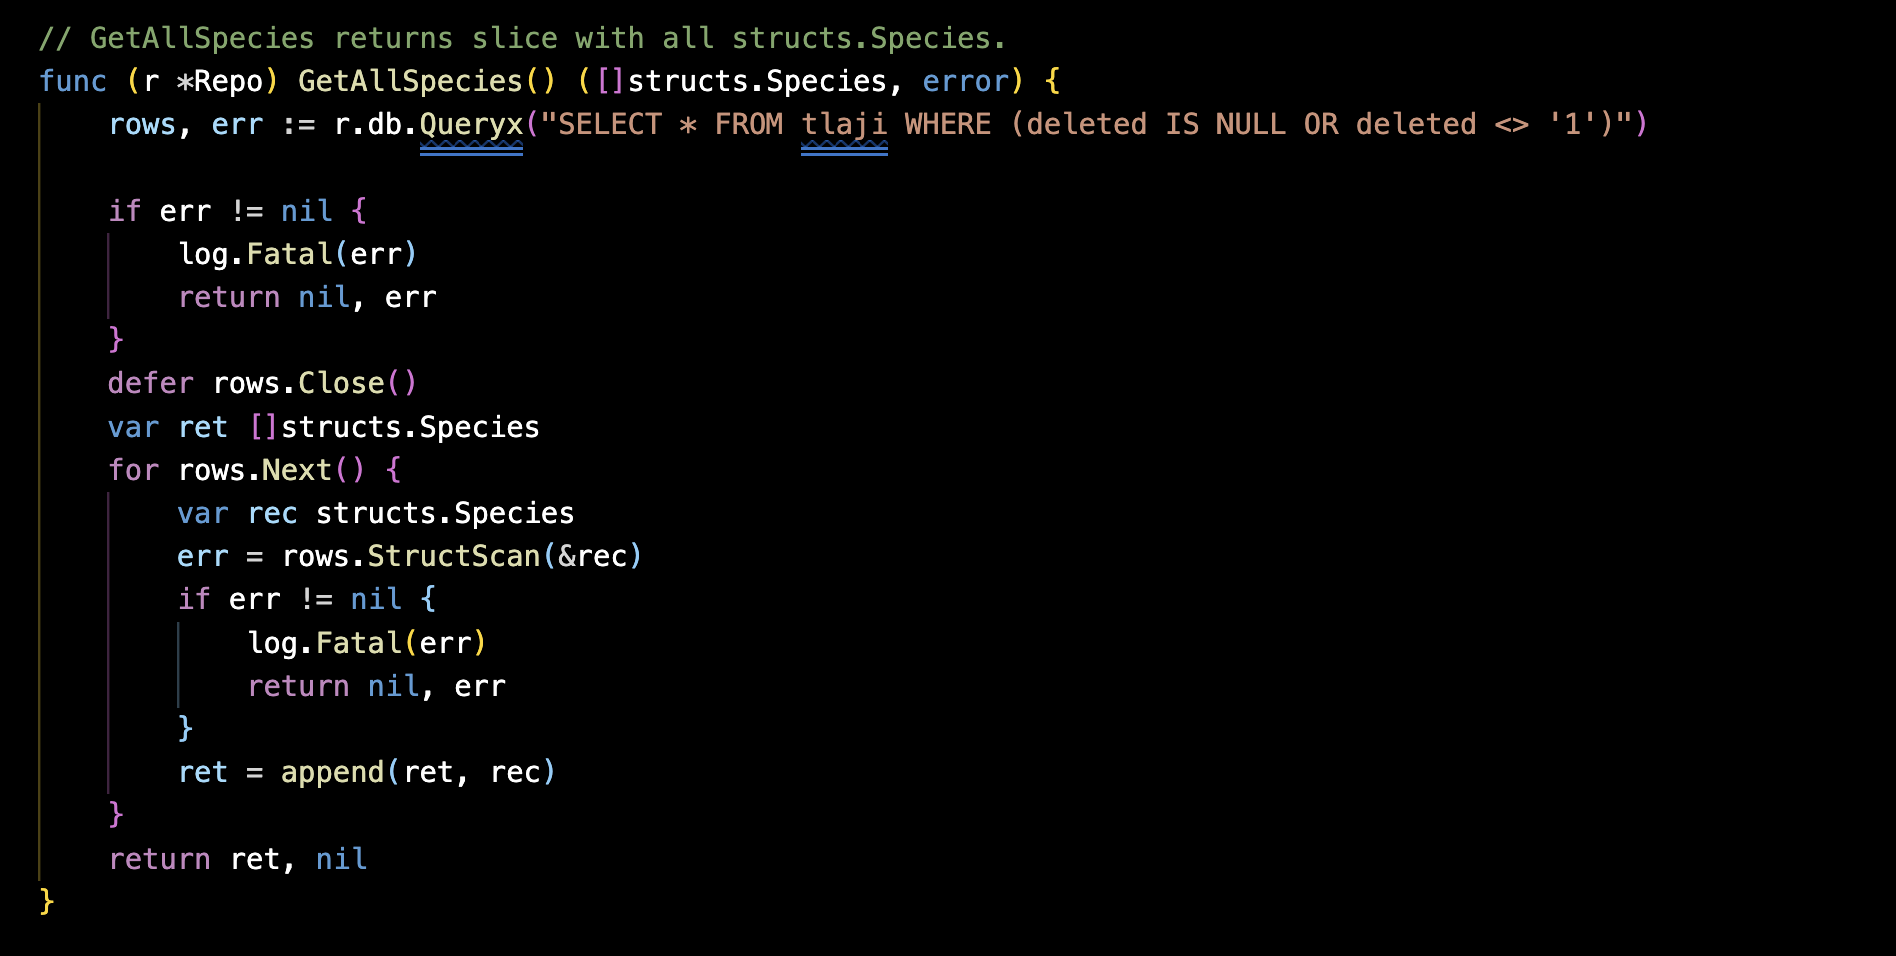 // GetAllSpecies returns slice with all structs.Species.
func (r *Repo) GetAllSpecies() ([]structs.Species, error) {
    rows, err := r.db.Queryx("SELECT * FROM tlaji WHERE (deleted IS NULL OR deleted <> '1')")

    if err != nil {
        log.Fatal(err)
        return nil, err
    }
    defer rows.Close()
    var ret []structs.Species
    for rows.Next() {
        var rec structs.Species
        err = rows.StructScan(&rec)
        if err != nil {
            log.Fatal(err)
            return nil, err
        }
        ret = append(ret, rec)
    }
    return ret, nil
}